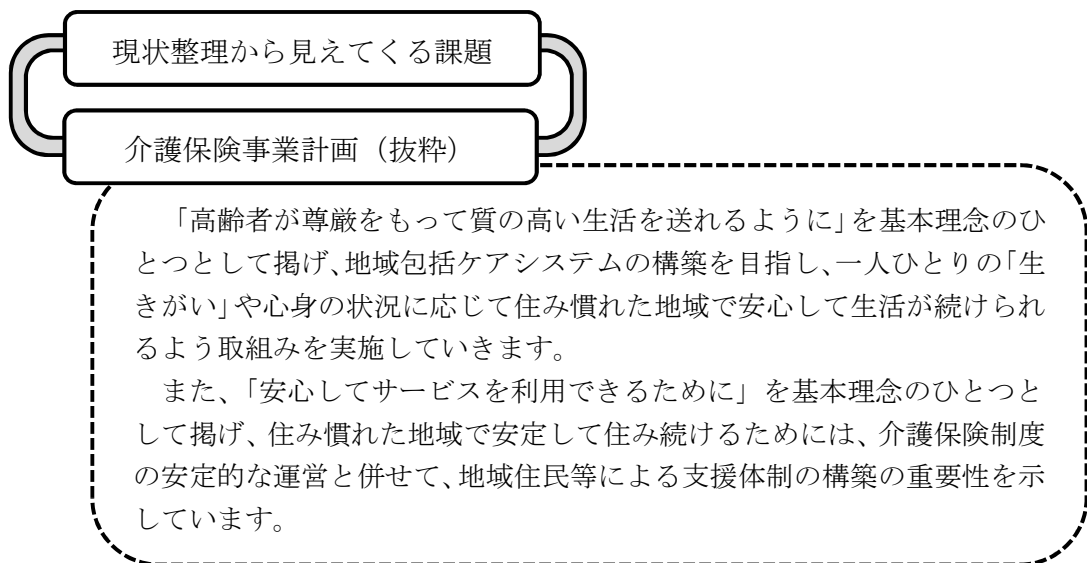 現状整理から見えてくる課題
介護保険事業計画（抜粋）
「高齢者が尊厳をもって質の高い生活を送れるように」を基本理念のひ
とつとして掲げ、地域包括ケアシステムの構築を目指し、一人ひとりの「生
きがい」や心身の状況に応じて住み慣れた地域で安心して生活が続けられ
るよう取組みを実施していきます。
また、「安心してサービスを利用できるために」を基本理念のひとつと
して掲げ、住み慣れた地域で安定して住み続けるためには、介護保険制度
の安定的な運営と併せて、地域住民等による支援体制の構築の重要性を示
しています。